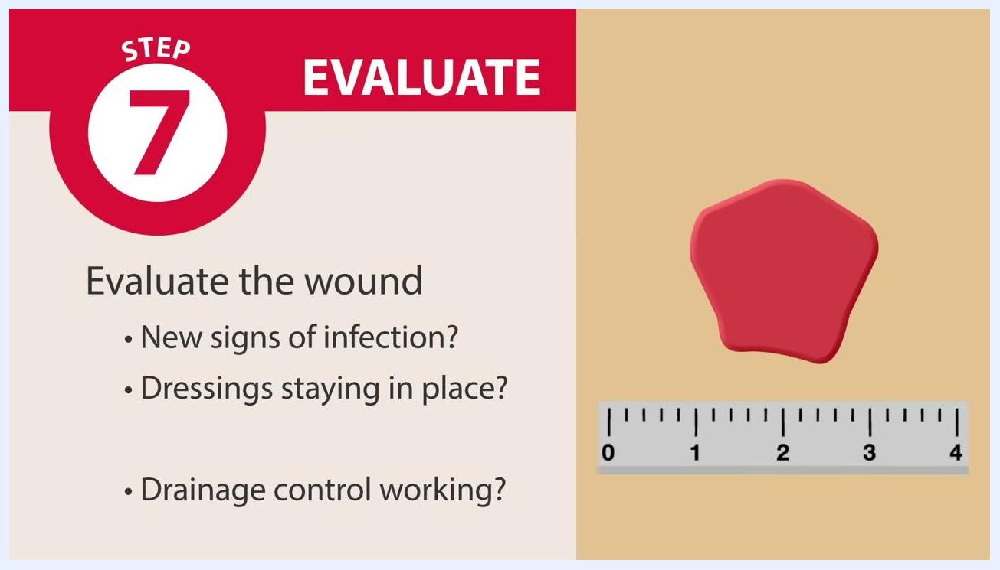 STEP
7
EVALUATE
Evaluate the wound
• New signs of infection?
• Dressings staying in place?
• Drainage control working?
0 1 2 3 4